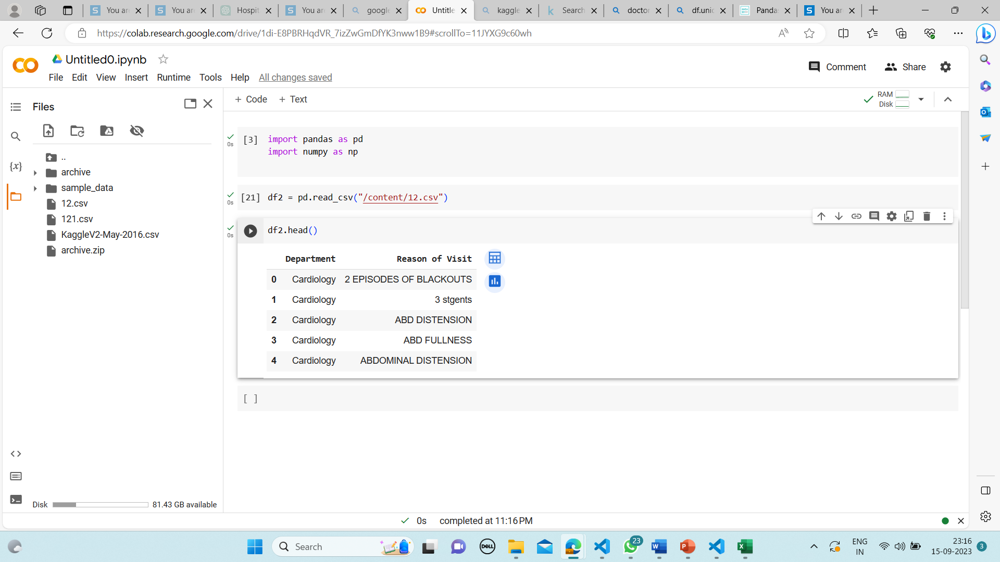 You are
You are
Hospit
You are
google
Untitle
kaggle
Search
doctor
df.unic
Panda
You ar
https://colab.research.google.com/drive/1di-E8PBRHqdVR_7izZwGmDfYK3nww1B9#scrollTo=11JYXG9c60wh
Untitled0.ipynb
File Edit View Insert Runtime Tools Help All changes saved
Comment Share
Files
+ Code + Text
RAM
Disk
..
archive
sample_data
12.csv
121.csv
KaggleV2-May-2016.csv
archive.zip
0s [3] import pandas as pd
import numpy as np
0s [21] df2 = pd.read_csv("/content/12.csv")
0s df2.head()
Department Reason of Visit
0 Cardiology 2 EPISODES OF BLACKOUTS
1 Cardiology 3 stgents
2 Cardiology ABD DISTENSION
3 Cardiology ABD FULLNESS
4 Cardiology ABDOMINAL DISTENSION
[ ]
Disk 81.43 GB available
0s completed at 11:16 PM
Search
DELL
23
ENG
IN
23:16
15-09-2023
3